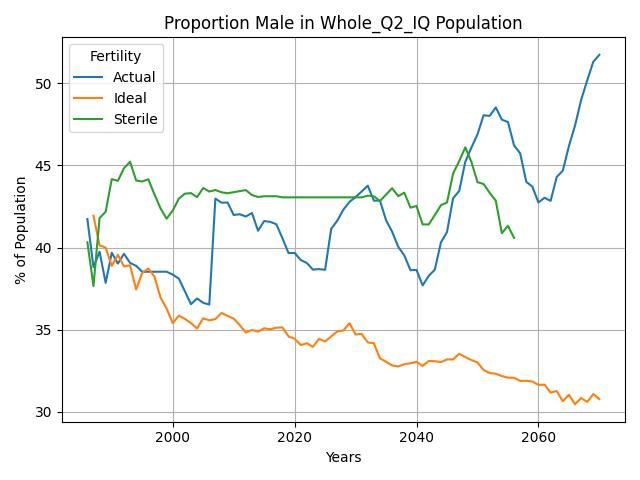 Proportion Male in Whole_Q2_IQ Population
Fertility
Actual
Ideal
Sterile
% of Population
50
45
40
35
30
2000
2020
2040
2060
Years